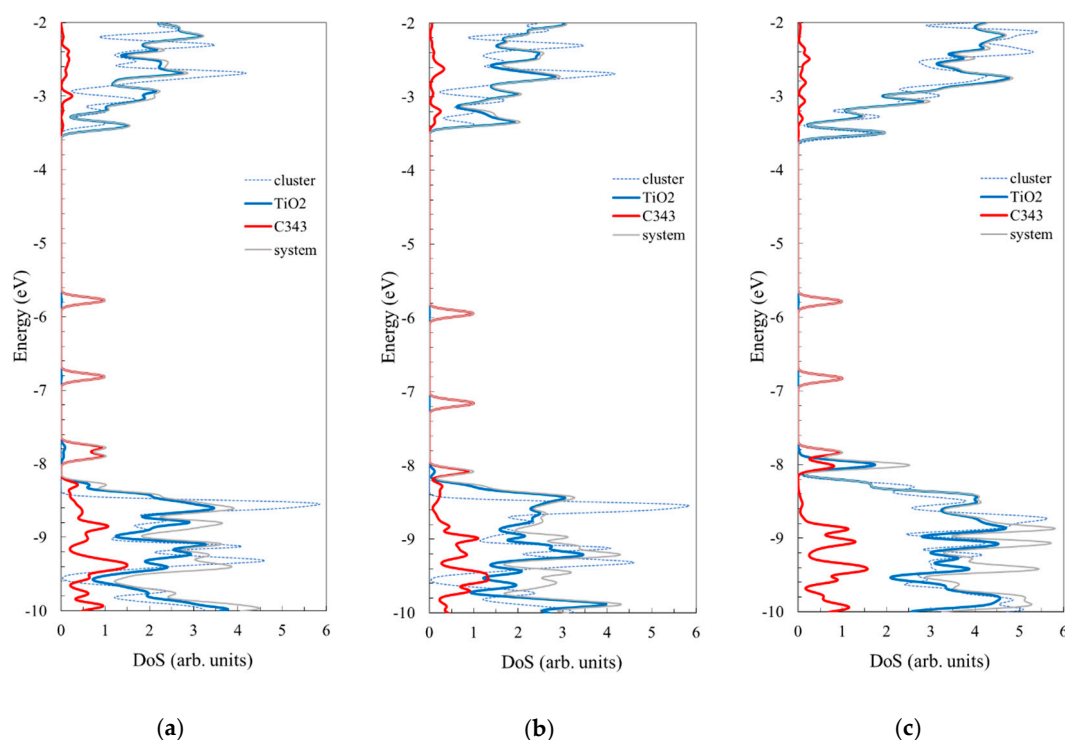 -2
-3
-4
-5
-6
-7
-8
-9
-10
Energy (eV)
cluster
TiO2
C343
system
0 1 2 3 4 5 6
DoS (arb. units)
(a)
-2
-3
-4
-5
-6
-7
-8
-9
-10
Energy (eV)
cluster
TiO2
C343
system
0 1 2 3 4 5 6
DoS (arb. units)
(b)
-2
-3
-4
-5
-6
-7
-8
-9
-10
Energy (eV)
cluster
TiO2
C343
system
0 1 2 3 4 5 6
DoS (arb. units)
(c)